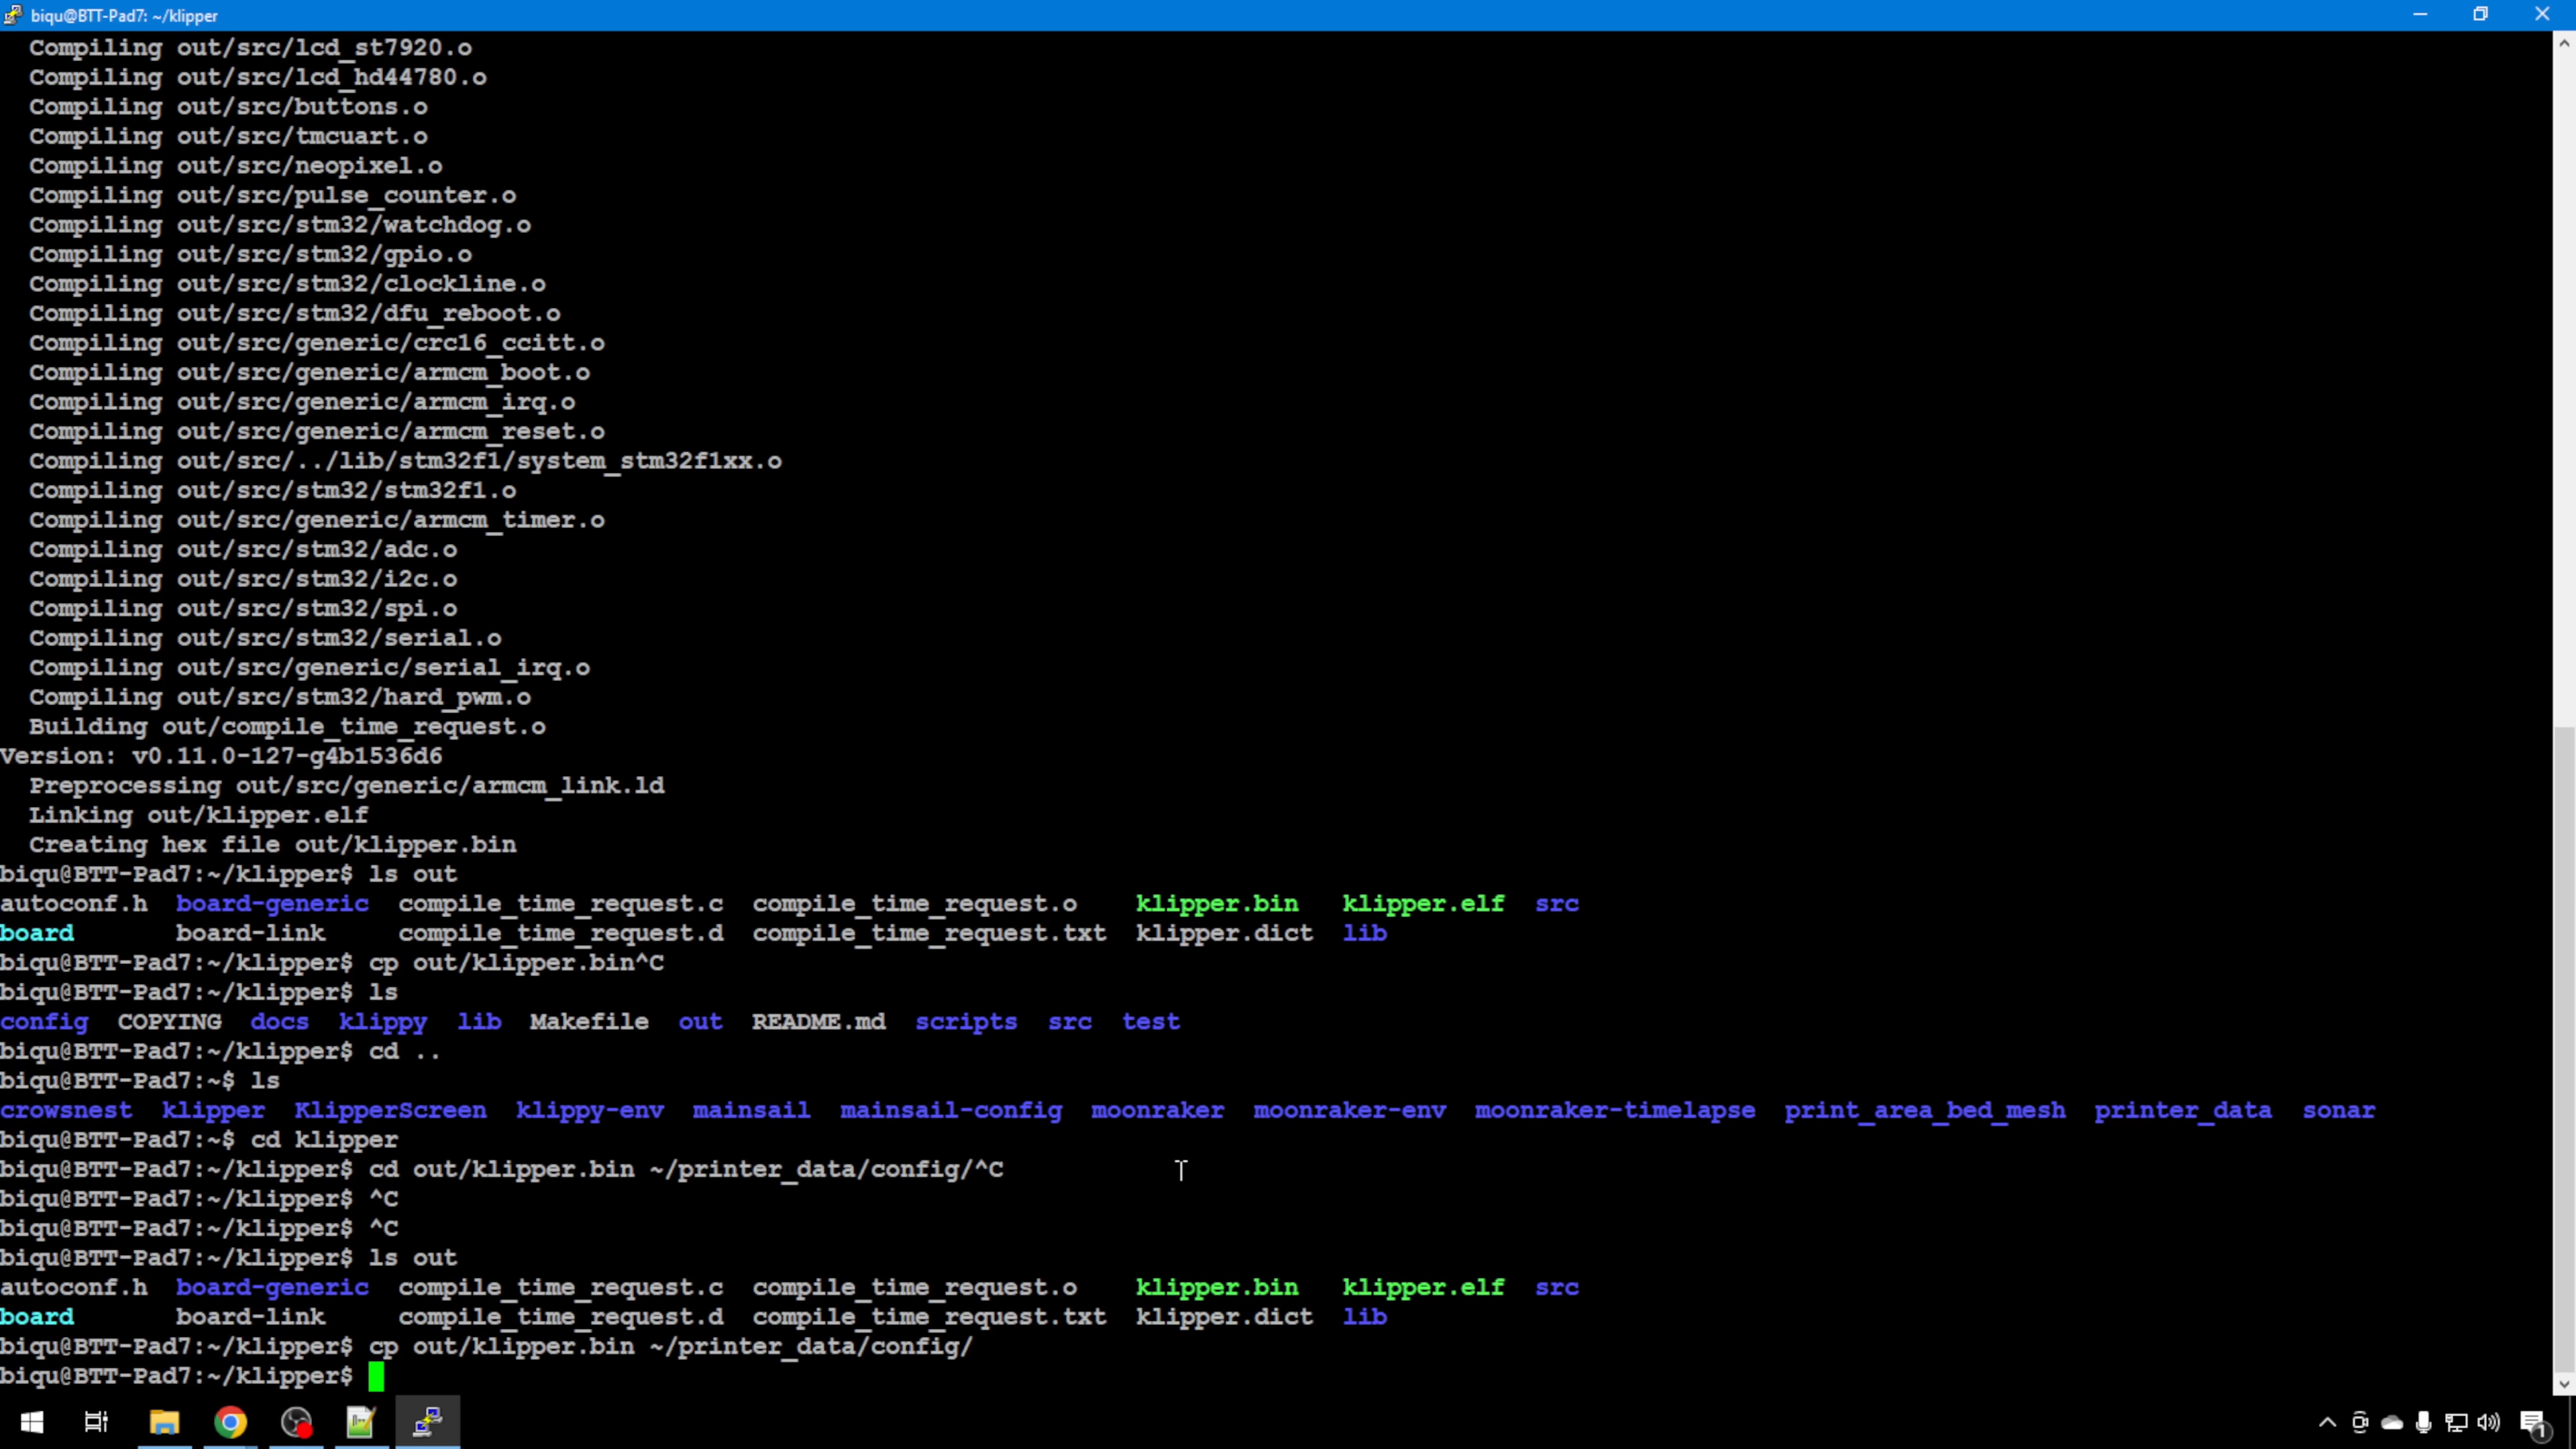 biqu@BTT-Pad7: ~/klipper
Compiling out/src/lcd_st7920.o
Compiling out/src/lcd_hd44780.o
Compiling out/src/buttons.o
Compiling out/src/tmcuart.o
Compiling out/src/neopixel.o
Compiling out/src/pulse_counter.o
Compiling out/src/stm32/watchdog.o
Compiling out/src/stm32/gpio.o
Compiling out/src/stm32/clockline.o
Compiling out/src/stm32/dfu_reboot.o
Compiling out/src/generic/crc16_ccitt.o
Compiling out/src/generic/armcm_boot.o
Compiling out/src/generic/armcm_irq.o
Compiling out/src/generic/armcm_reset.o
Compiling out/src/../lib/stm32f1/system_stm32f1xx.o
Compiling out/src/stm32/stm32f1.o
Compiling out/src/generic/armcm_timer.o
Compiling out/src/stm32/adc.o
Compiling out/src/stm32/i2c.o
Compiling out/src/stm32/spi.o
Compiling out/src/stm32/serial.o
Compiling out/src/generic/serial_irq.o
Compiling out/src/stm32/hard_pwm.o
Building out/compile_time_request.o
Version: v0.11.0-127-g4b1536d6
Preprocessing out/src/generic/armcm_link.ld
Linking out/klipper.elf
Creating hex file out/klipper.bin
biqu@BTT-Pad7:~/klipper$ ls out
autoconf.h board-generic compile_time_request.c compile_time_request.o klipper.bin klipper.elf src
board board-link compile_time_request.d compile_time_request.txt klipper.dict lib
biqu@BTT-Pad7:~/klipper$ cp out/klipper.bin^C
biqu@BTT-Pad7:~/klipper$ ls
config COPYING docs klippy lib Makefile out README.md scripts src test
biqu@BTT-Pad7:~/klipper$ cd ..
biqu@BTT-Pad7:~$ ls
crowsnest klipper KlipperScreen klippy-env mainsail mainsail-config moonraker moonraker-env moonraker-timelapse print_area_bed_mesh printer_data sonar
biqu@BTT-Pad7:~$ cd klipper
biqu@BTT-Pad7:~/klipper$ cd out/klipper.bin ~/printer_data/config/^C
biqu@BTT-Pad7:~/klipper$ ^C
biqu@BTT-Pad7:~/klipper$ ^C
biqu@BTT-Pad7:~/klipper$ ls out
autoconf.h board-generic compile_time_request.c compile_time_request.o klipper.bin klipper.elf src
board board-link compile_time_request.d compile_time_request.txt klipper.dict lib
biqu@BTT-Pad7:~/klipper$ cp out/klipper.bin ~/printer_data/config/
biqu@BTT-Pad7:~/klipper$
1